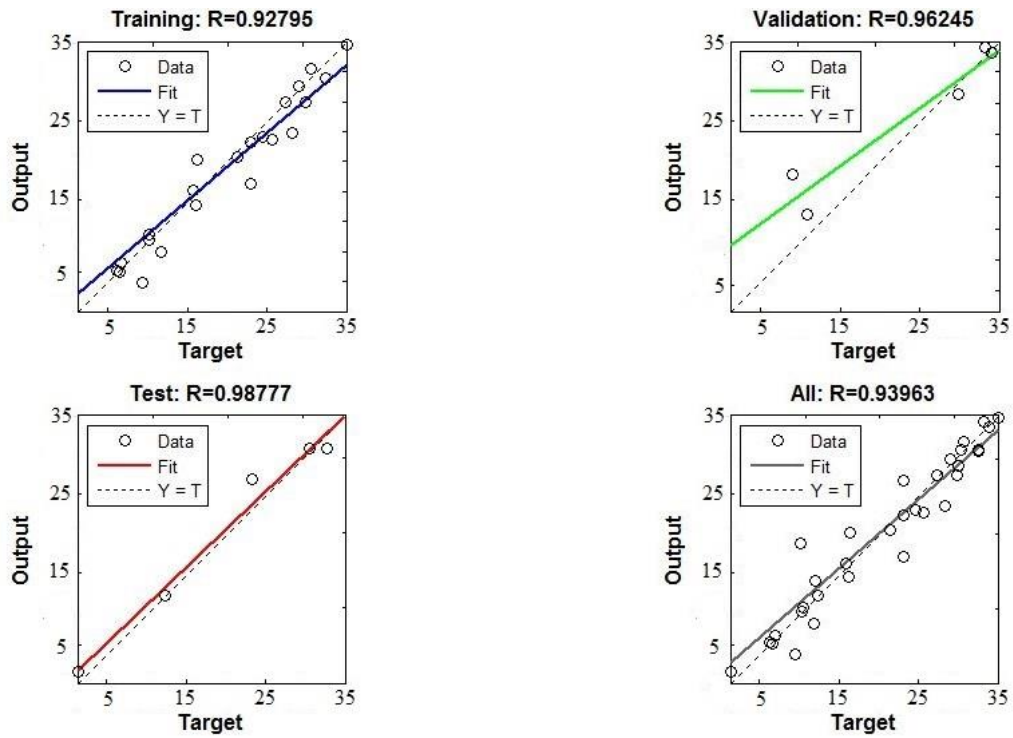 Training: R=0.92795
35
25
15
5
Output
Data
Fit
Y = T
5 15 25 35
Target
Validation: R=0.96245
35
25
15
5
Output
Data
Fit
Y = T
5 15 25 35
Target
Test: R=0.98777
35
25
15
5
Output
Data
Fit
Y = T
5 15 25 35
Target
All: R=0.93963
35
25
15
5
Output
Data
Fit
Y = T
5 15 25 35
Target